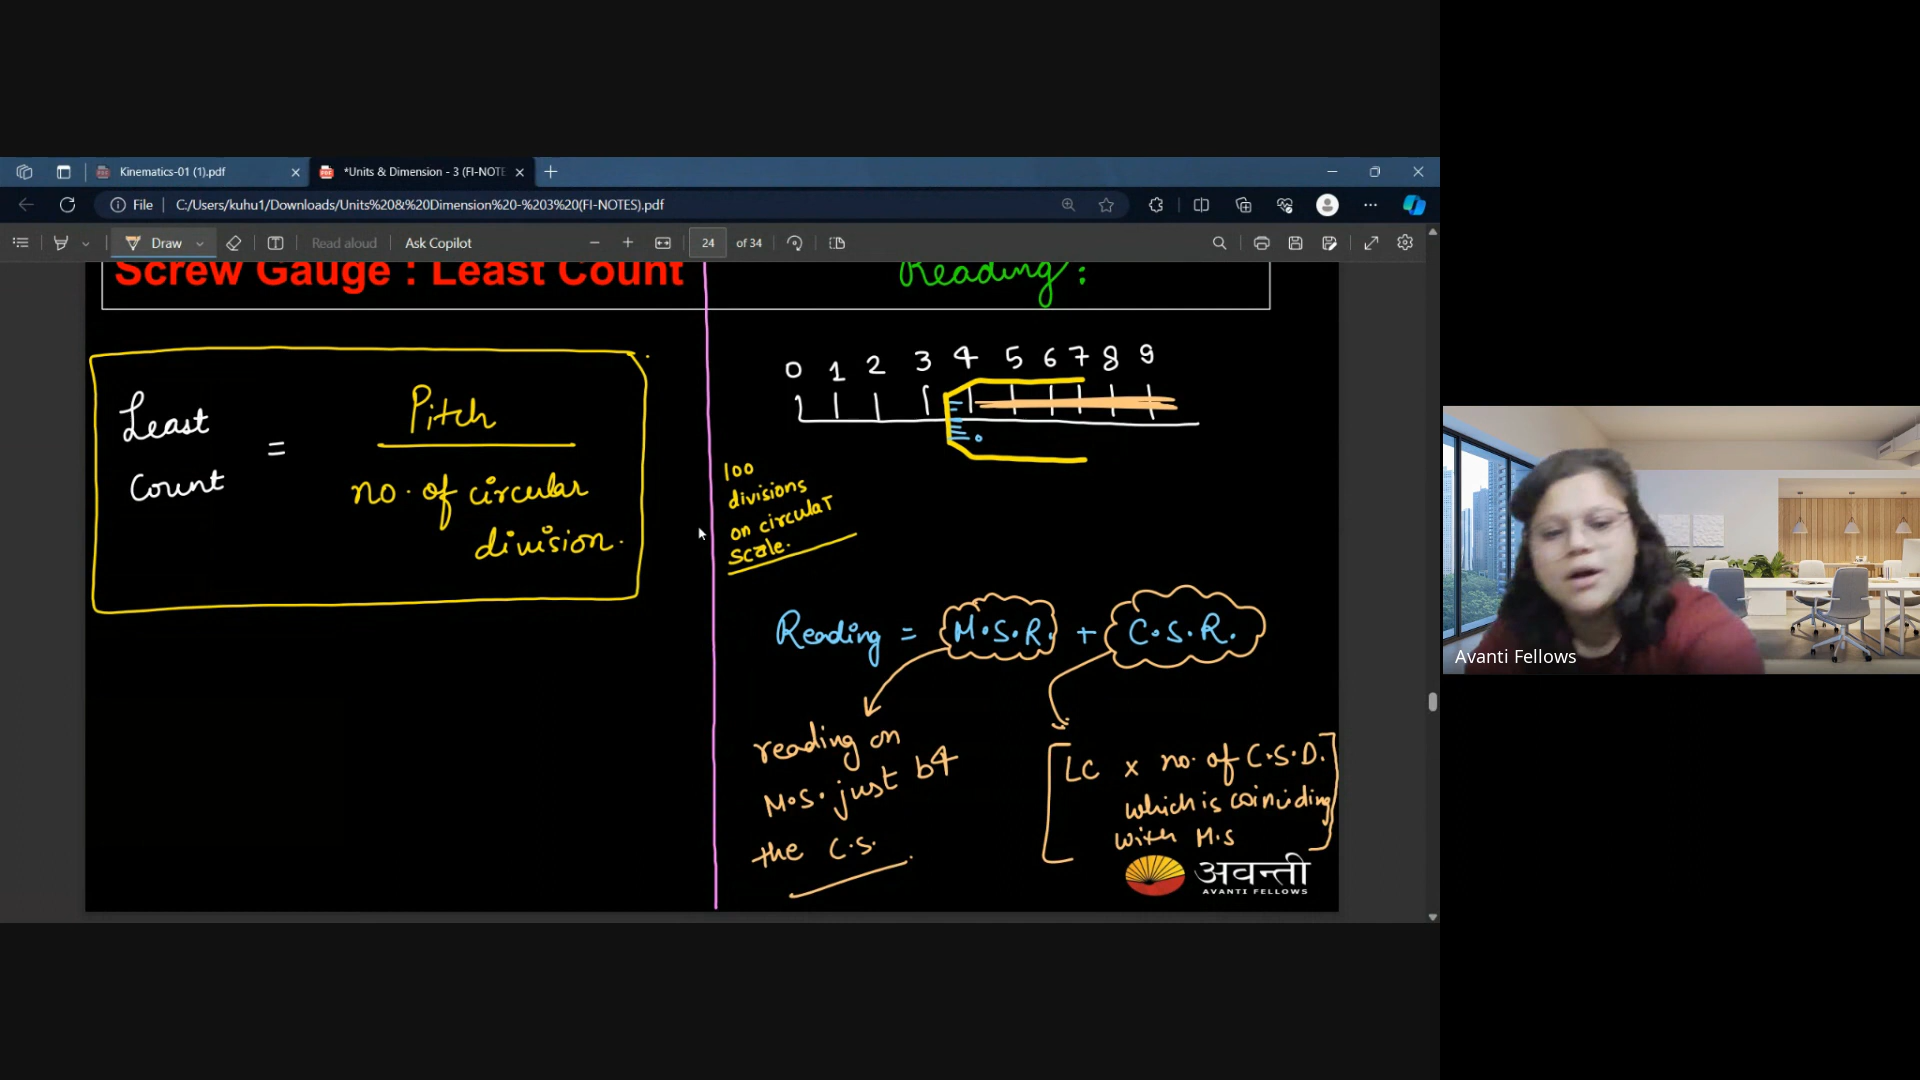 Kinematics-01 (1).pdf
*Units & Dimension - 3 (FI-NOTE
File
C:/Users/kuhu1/Downloads/Units%20&%20Dimension%20-%203%20(FI-NOTES).pdf
Draw
Read aloud
Ask Copilot
24
of 34
Screw Gauge : Least Count
Reading :
Least
Count
=
Pitch
no. of circular
division.
0 1 2 3 4 5 6 7 8 9
0
100
divisions
on circular
scale.
Reading = M.S.R. + C.S.R.
reading on
M.S. just b4
the C.S.
[LC x no. of C.S.D.
which is coinciding
with M.S]
अवन्ती
AVANTI FELLOWS
Avanti Fellows